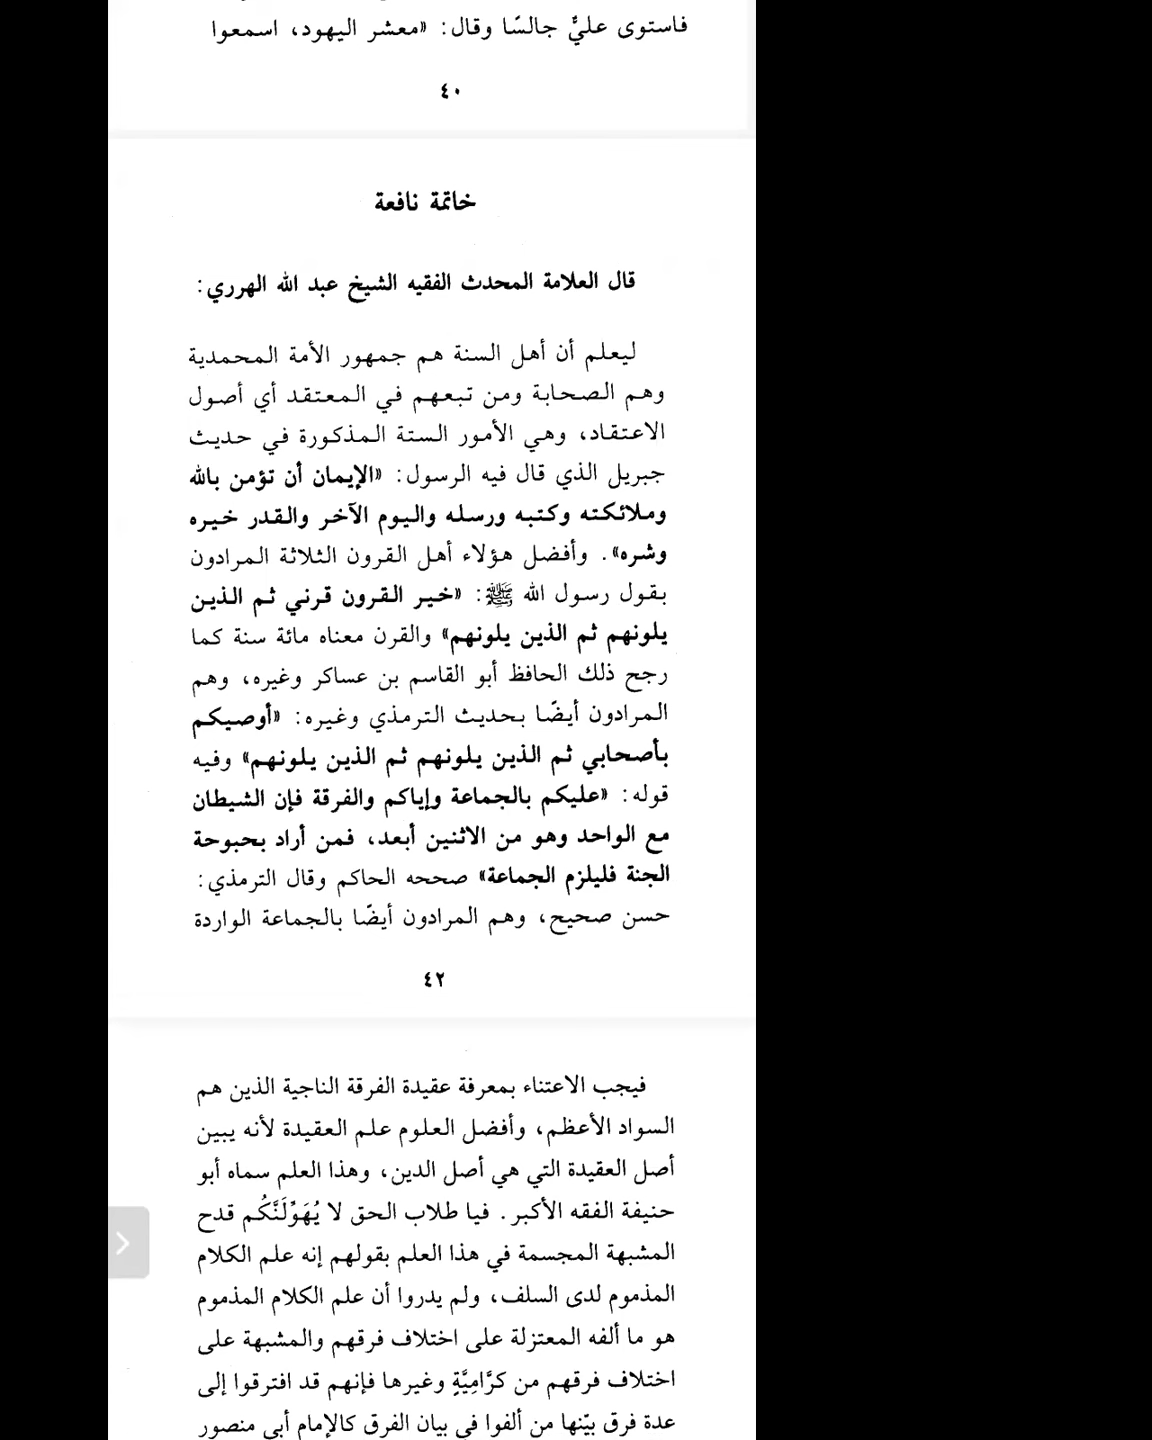 فاستوى عليٌّ جالسًا وقال: «معشر اليهود، اسمعوا
٤٠
خاتمة نافعة
قال العلامة المحدث الفقيه الشيخ عبد الله الهرري:
ليعلم أن أهل السنة هم جمهور الأمة المحمدية
وهم الصحابة ومن تبعهم في المعتقد أي أصول
الاعتقاد، وهي الأمور الستة المذكورة في حديث
جبريل الذي قال فيه الرسول: «الإيمان أن تؤمن بالله
وملائكته وكتبه ورسله واليوم الآخر والقدر خيره
وشره». وأفضل هؤلاء أهل القرون الثلاثة المرادون
بقول رسول الله ﷺ: «خير القرون قرني ثم الذين
يلونهم ثم الذين يلونهم» والقرن معناه مائة سنة كما
رجح ذلك الحافظ أبو القاسم بن عساكر وغيره، وهم
المرادون أيضًا بحديث الترمذي وغيره: «أوصيكم
بأصحابي ثم الذين يلونهم ثم الذين يلونهم» وفيه
قوله: «عليكم بالجماعة وإياكم والفرقة فإن الشيطان
مع الواحد وهو من الاثنين أبعد، فمن أراد بحبوحة
الجنة فليلزم الجماعة» صححه الحاكم وقال الترمذي:
حسن صحيح، وهم المرادون أيضًا بالجماعة الواردة
٤٢
فيجب الاعتناء بمعرفة عقيدة الفرقة الناجية الذين هم
السواد الأعظم، وأفضل العلوم علم العقيدة لأنه يبين
أصل العقيدة التي هي أصل الدين، وهذا العلم سماه أبو
حنيفة الفقه الأكبر. فيا طلاب الحق لا يُهَوِّلَنَّكُم قدح
المشبهة المجسمة في هذا العلم بقولهم إنه علم الكلام
المذموم لدى السلف، ولم يدروا أن علم الكلام المذموم
هو ما ألفه المعتزلة على اختلاف فرقهم والمشبهة على
اختلاف فرقهم من كرَّامِيَّةٍ وغيرها فإنهم قد افترقوا إلى
عدة فرق بيّنها من ألفوا في بيان الفرق كالإمام أبي منصور